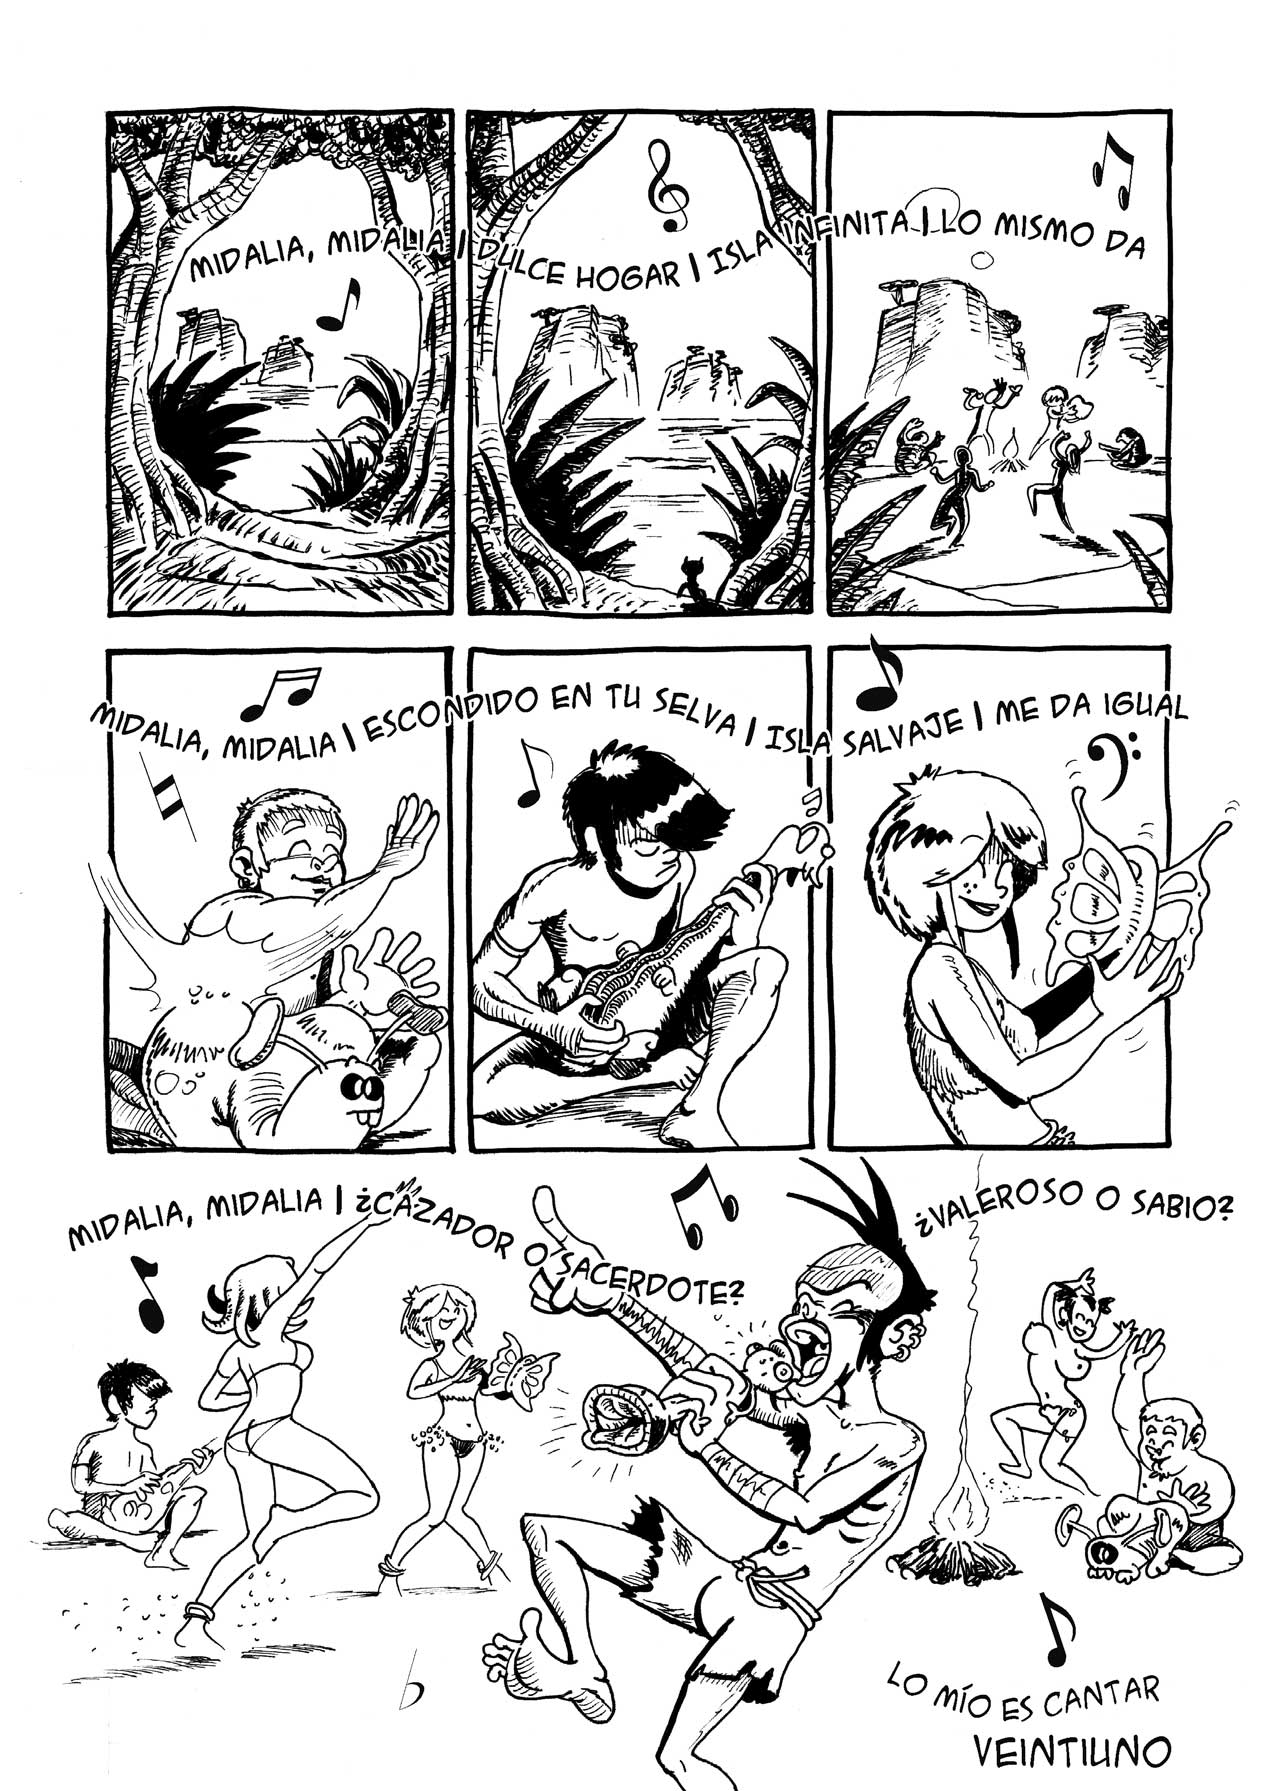 MIDALIA, MIDALIA | DULCE HOGAR | ISLA INFINITA | LO MISMO DA
MIDALIA, MIDALIA | ESCONDIDO EN TU SELVA | ISLA SALVAJE | ME DA IGUAL
MIDALIA, MIDALIA | ¿CAZADOR O SACERDOTE?
¿VALEROSO O SABIO?
LO MÍO ES CANTAR
VEINTIUNO